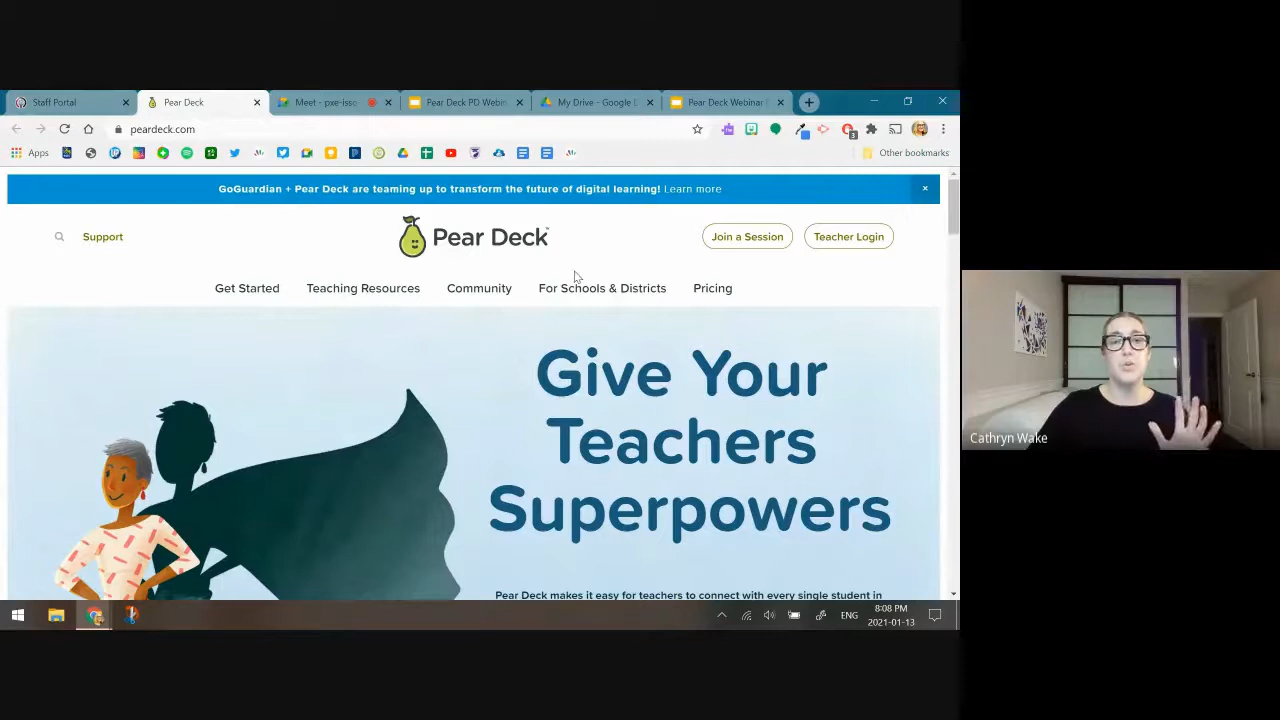 Staff Portal
Pear Deck
Meet - pxe-isso
Pear Deck PD Webin
My Drive - Google D
Pear Deck Webinar
peardeck.com
Apps
Other bookmarks
GoGuardian + Pear Deck are teaming up to transform the future of digital learning! Learn more
Support
Pear Deck
Join a Session
Teacher Login
Get Started
Teaching Resources
Community
For Schools & Districts
Pricing
Give Your
Teachers
Superpowers
Pear Deck makes it easy for teachers to connect with every single student in
Cathryn Wake
ENG
8:08 PM
2021-01-13